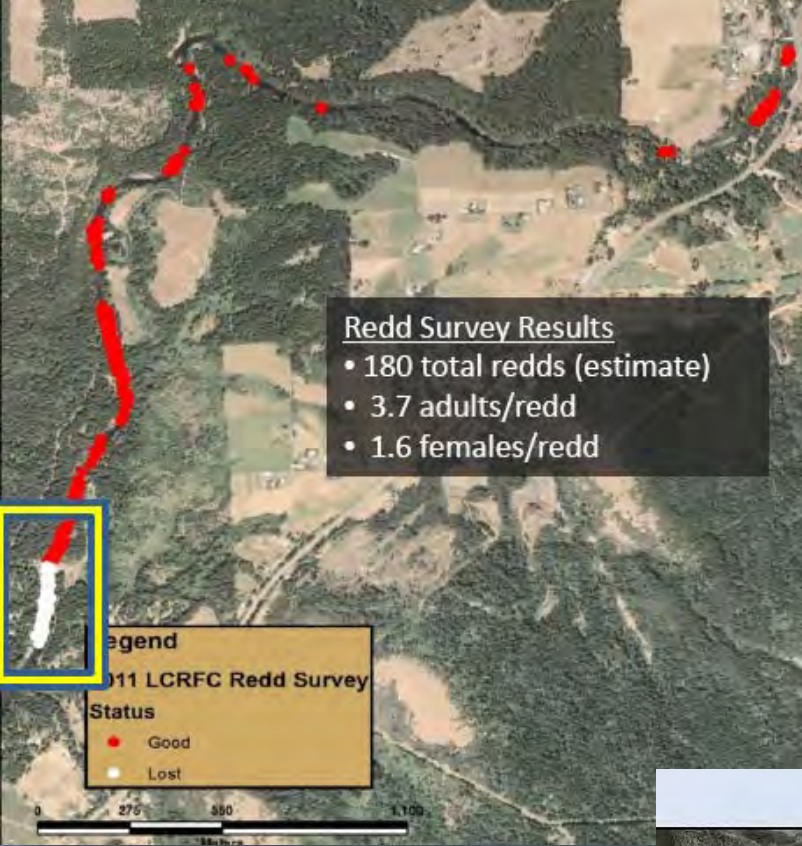 Redd Survey Results
• 180 total redds (estimate)
• 3.7 adults/redd
• 1.6 females/redd
egend
011 LCRFC Redd Survey
Status
Good
Lost
0 275 550 1,100